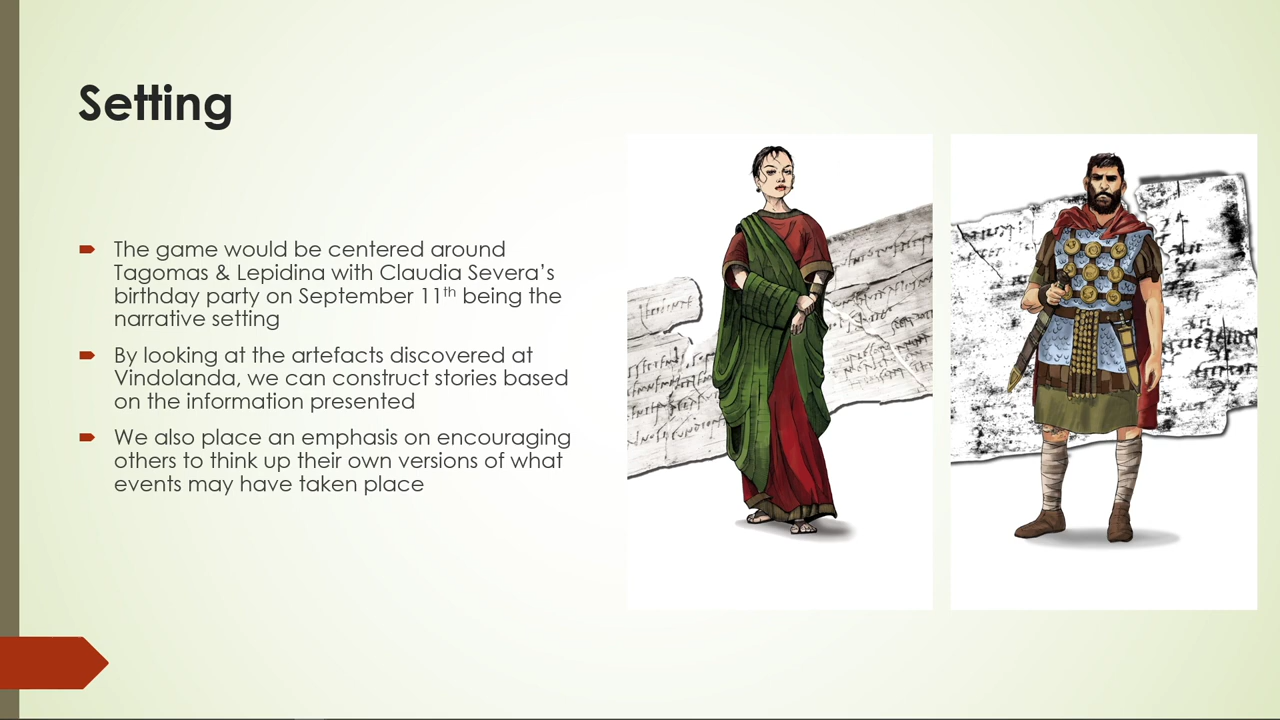 Setting
The game would be centered around
Tagomas & Lepidina with Claudia Severa’s
birthday party on September 11th being the
narrative setting
By looking at the artefacts discovered at
Vindolanda, we can construct stories based
on the information presented
We also place an emphasis on encouraging
others to think up their own versions of what
events may have taken place